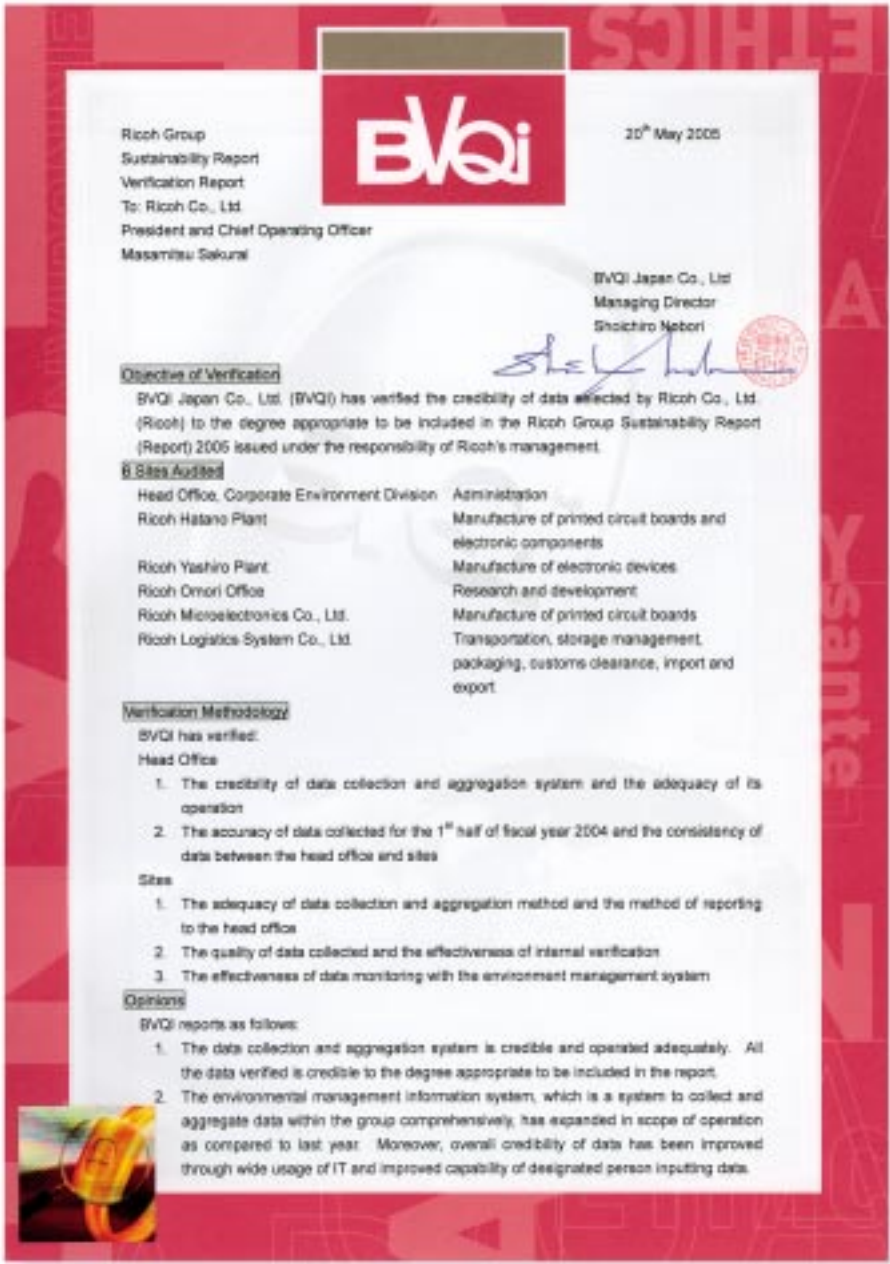 ETHICS
BVQi
Ricoh Group
20th May 2005
Sustainability Report
Verification Report
To: Ricoh Co., Ltd.
President and Chief Operating Officer
Masamitsu Sakurai
BVQI Japan Co., Ltd
Managing Director
Shoichiro Nobori
Objective of Verification
BVQI Japan Co., Ltd. (BVQI) has verified the credibility of data selected by Ricoh Co., Ltd.
(Ricoh) to the degree appropriate to be included in the Ricoh Group Sustainability Report
(Report) 2005 issued under the responsibility of Ricoh's management.
6 Sites Audited
Head Office, Corporate Environment Division Administration
Ricoh Hatano Plant Manufacture of printed circuit boards and
electronic components
Ricoh Yashiro Plant Manufacture of electronic devices
Ricoh Omori Office Research and development
Ricoh Microelectronics Co., Ltd. Manufacture of printed circuit boards
Ricoh Logistics System Co., Ltd. Transportation, storage management,
packaging, customs clearance, import and
export
Verification Methodology
BVQI has verified:
Head Office
1. The credibility of data collection and aggregation system and the adequacy of its
operation
2. The accuracy of data collected for the 1st half of fiscal year 2004 and the consistency of
data between the head office and sites
Sites
1. The adequacy of data collection and aggregation method and the method of reporting
to the head office
2. The quality of data collected and the effectiveness of internal verification
3. The effectiveness of data monitoring with the environment management system
Opinions
BVQI reports as follows:
1. The data collection and aggregation system is credible and operated adequately. All
the data verified is credible to the degree appropriate to be included in the report.
2. The environmental management information system, which is a system to collect and
aggregate data within the group comprehensively, has expanded in scope of operation
as compared to last year. Moreover, overall credibility of data has been improved
through wide usage of IT and improved capability of designated person inputting data.
Ysante